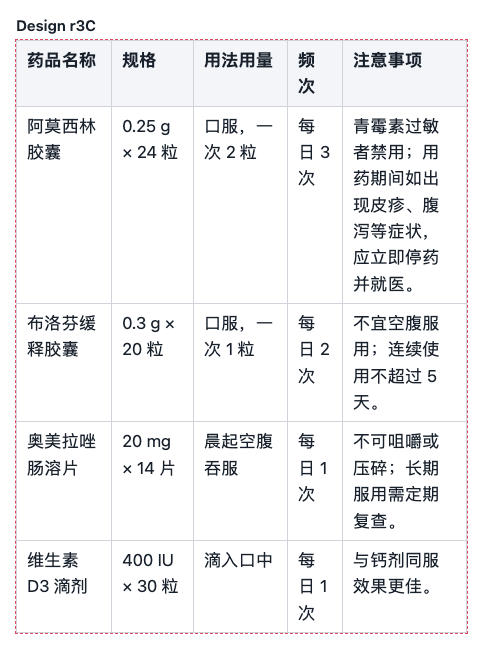 Design r3C
药品名称 规格 用法用量 频
次 注意事项
阿莫西林
胶囊
0.25 g
× 24 粒
口服，一
次 2 粒
每
日 3
次
青霉素过敏
者禁用；用
药期间如出
现皮疹、腹
泻等症状，
应立即停药
并就医。
布洛芬缓
释胶囊
0.3 g ×
20 粒
口服，一
次 1 粒
每
日 2
次
不宜空腹服
用；连续使
用不超过 5
天。
奥美拉唑
肠溶片
20 mg
× 14 片
晨起空腹
吞服
每
日 1
次
不可咀嚼或
压碎；长期
服用需定期
复查。
维生素
D3 滴剂
400 IU
× 30 粒
滴入口中
每
日 1
次
与钙剂同服
效果更佳。